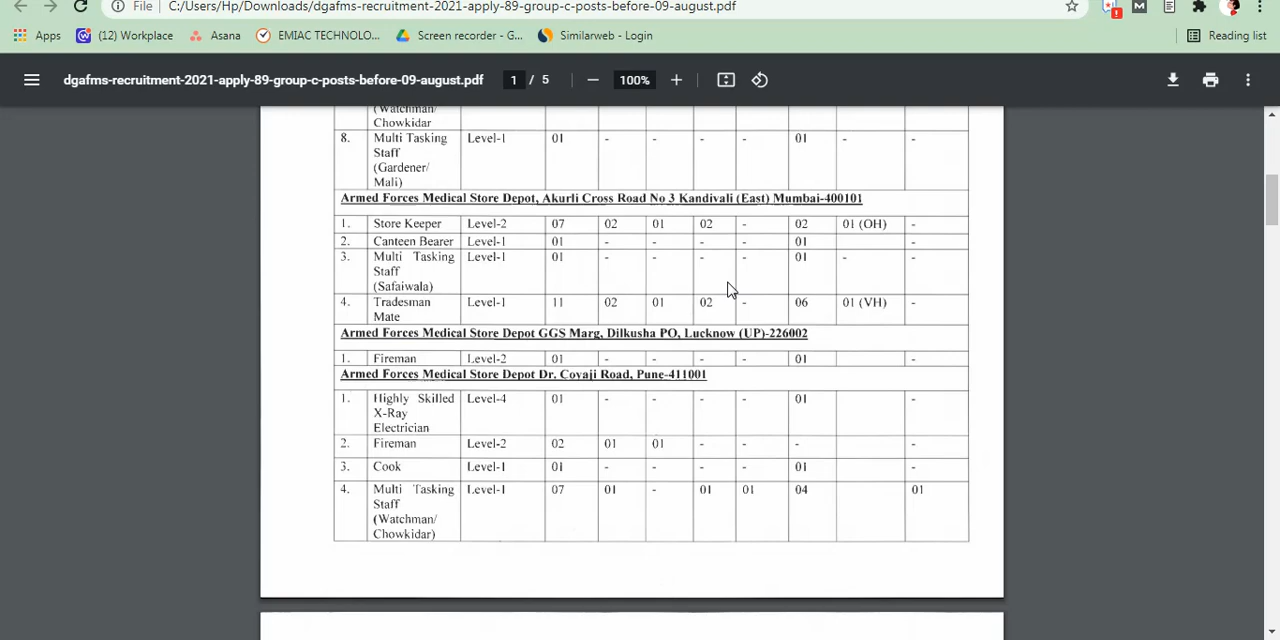 File C:/Users/Hp/Downloads/dgafms-recruitment-2021-apply-89-group-c-posts-before-09-august.pdf
Apps (12) Workplace Asana EMIAC TECHNOLO... Screen recorder - G... Similarweb - Login Reading list
dgafms-recruitment-2021-apply-89-group-c-posts-before-09-august.pdf 1 / 5 100%
(Watchman/
Chowkidar)
8. Multi Tasking Level-1 01 - - - - 01 - -
Staff
(Gardener/
Mali)
Armed Forces Medical Store Depot, Akurli Cross Road No 3 Kandivali (East) Mumbai-400101
1. Store Keeper Level-2 07 02 01 02 - 02 01 (OH) -
2. Canteen Bearer Level-1 01 - - - - 01 -
3. Multi Tasking Level-1 01 - - - - 01 - -
Staff
(Safaiwala)
4. Tradesman Level-1 11 02 01 02 - 06 01 (VH) -
Mate
Armed Forces Medical Store Depot GGS Marg, Dilkusha PO, Lucknow (UP)-226002
1. Fireman Level-2 01 - - - - 01 -
Armed Forces Medical Store Depot Dr. Coyaji Road, Pune-411001
1. Highly Skilled Level-4 01 - - - - 01 -
X-Ray
Electrician
2. Fireman Level-2 02 01 01 - - - -
3. Cook Level-1 01 - - - - 01 -
4. Multi Tasking Level-1 07 01 - 01 01 04 01
Staff
(Watchman/
Chowkidar)